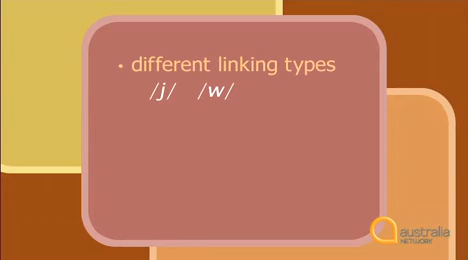 • different linking types
/j/ /w/
australia
NETWORK